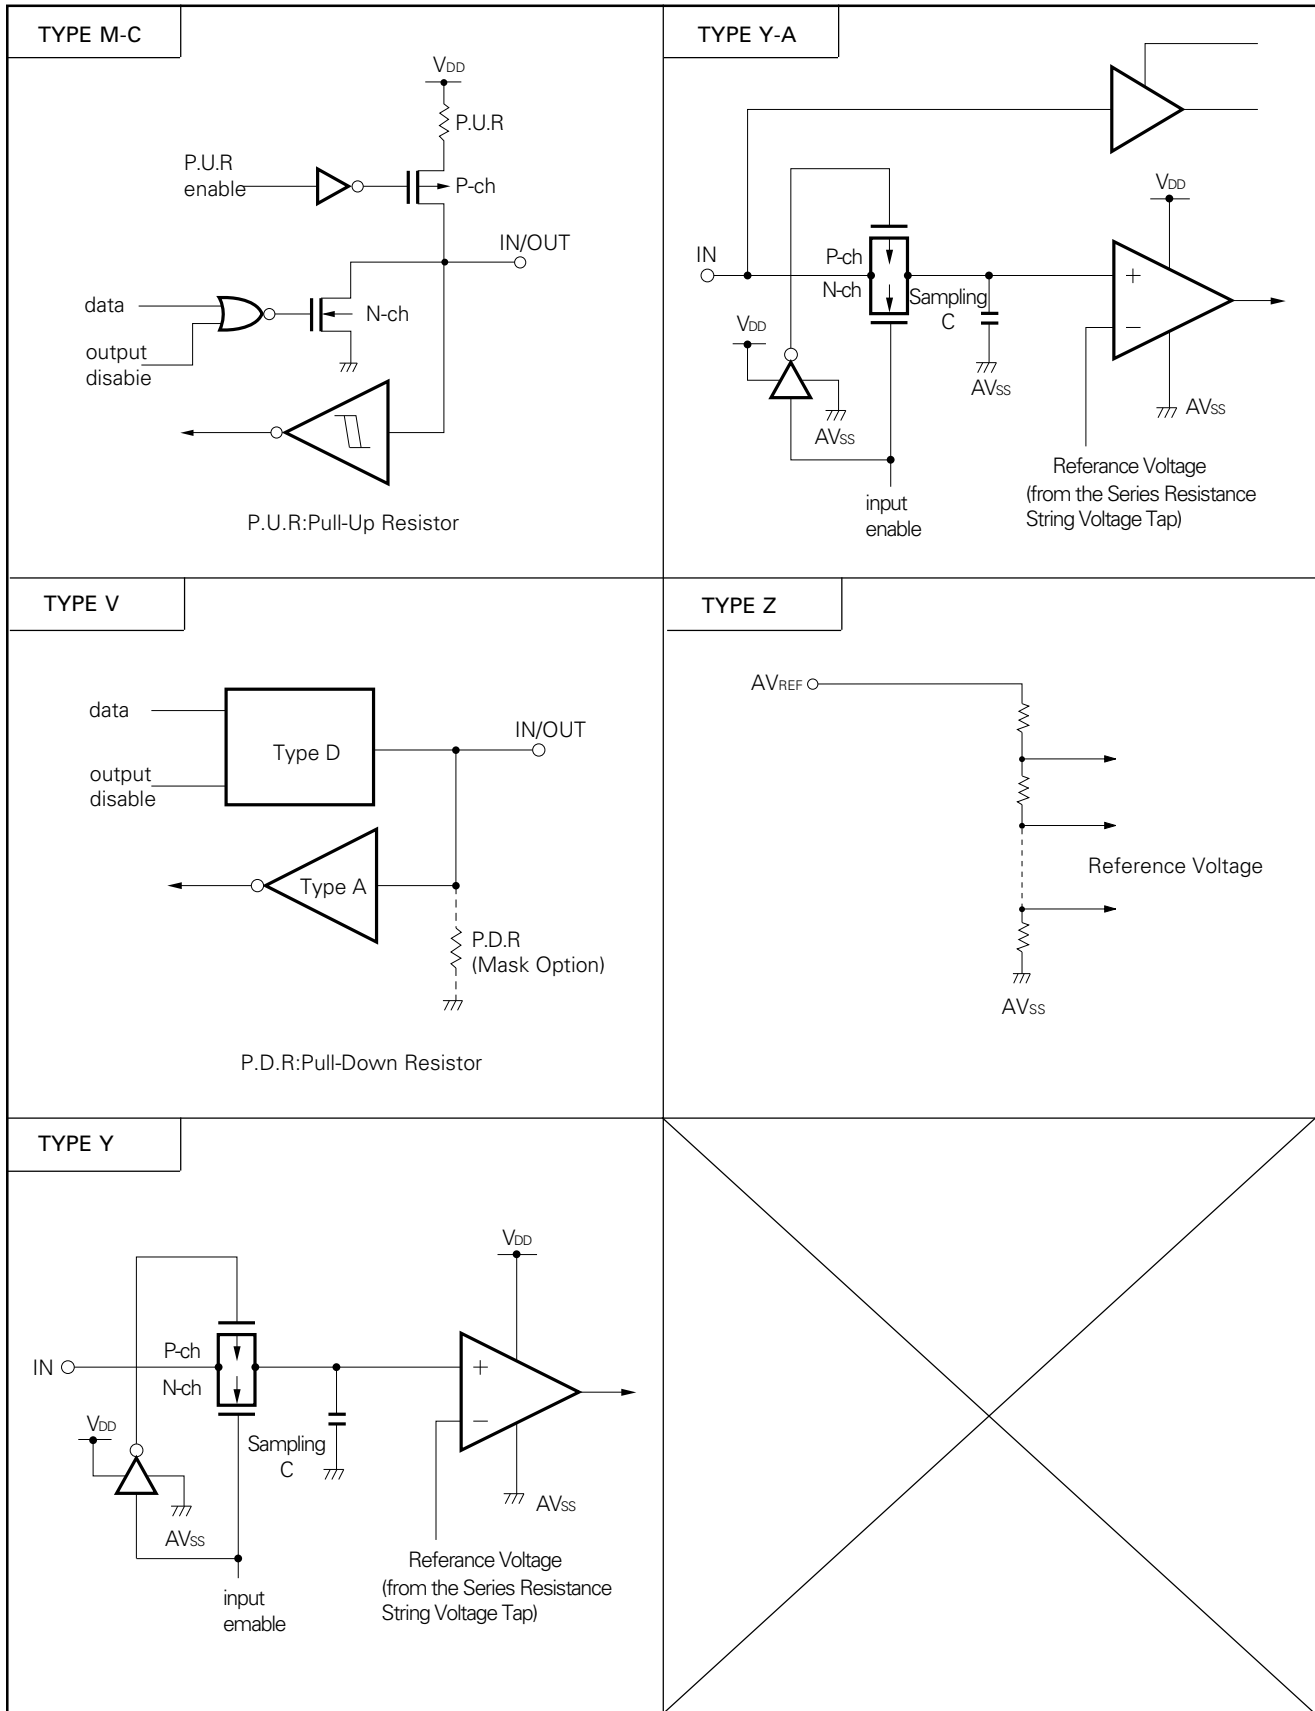 TYPE M-C
VDD
P.U.R
P.U.R
enable
P-ch
IN/OUT
data
N-ch
output
disabie
P.U.R:Pull-Up Resistor
TYPE Y-A
VDD
IN
P-ch
N-ch
Sampling
C
+
−
VDD
AVss
AVss
AVss
input
enable
Referance Voltage
(from the Series Resistance
String Voltage Tap)
TYPE V
data
Type D
IN/OUT
output
disable
Type A
P.D.R
(Mask Option)
P.D.R:Pull-Down Resistor
TYPE Z
AVREF
Reference Voltage
AVss
TYPE Y
VDD
IN
P-ch
N-ch
+
−
VDD
Sampling
C
AVss
AVss
input
emable
Referance Voltage
(from the Series Resistance
String Voltage Tap)